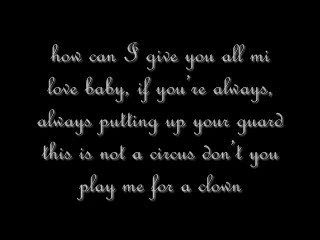 how can I give you all mi
love baby, if you're always,
always putting up your guard
this is not a circus don't you
play me for a clown